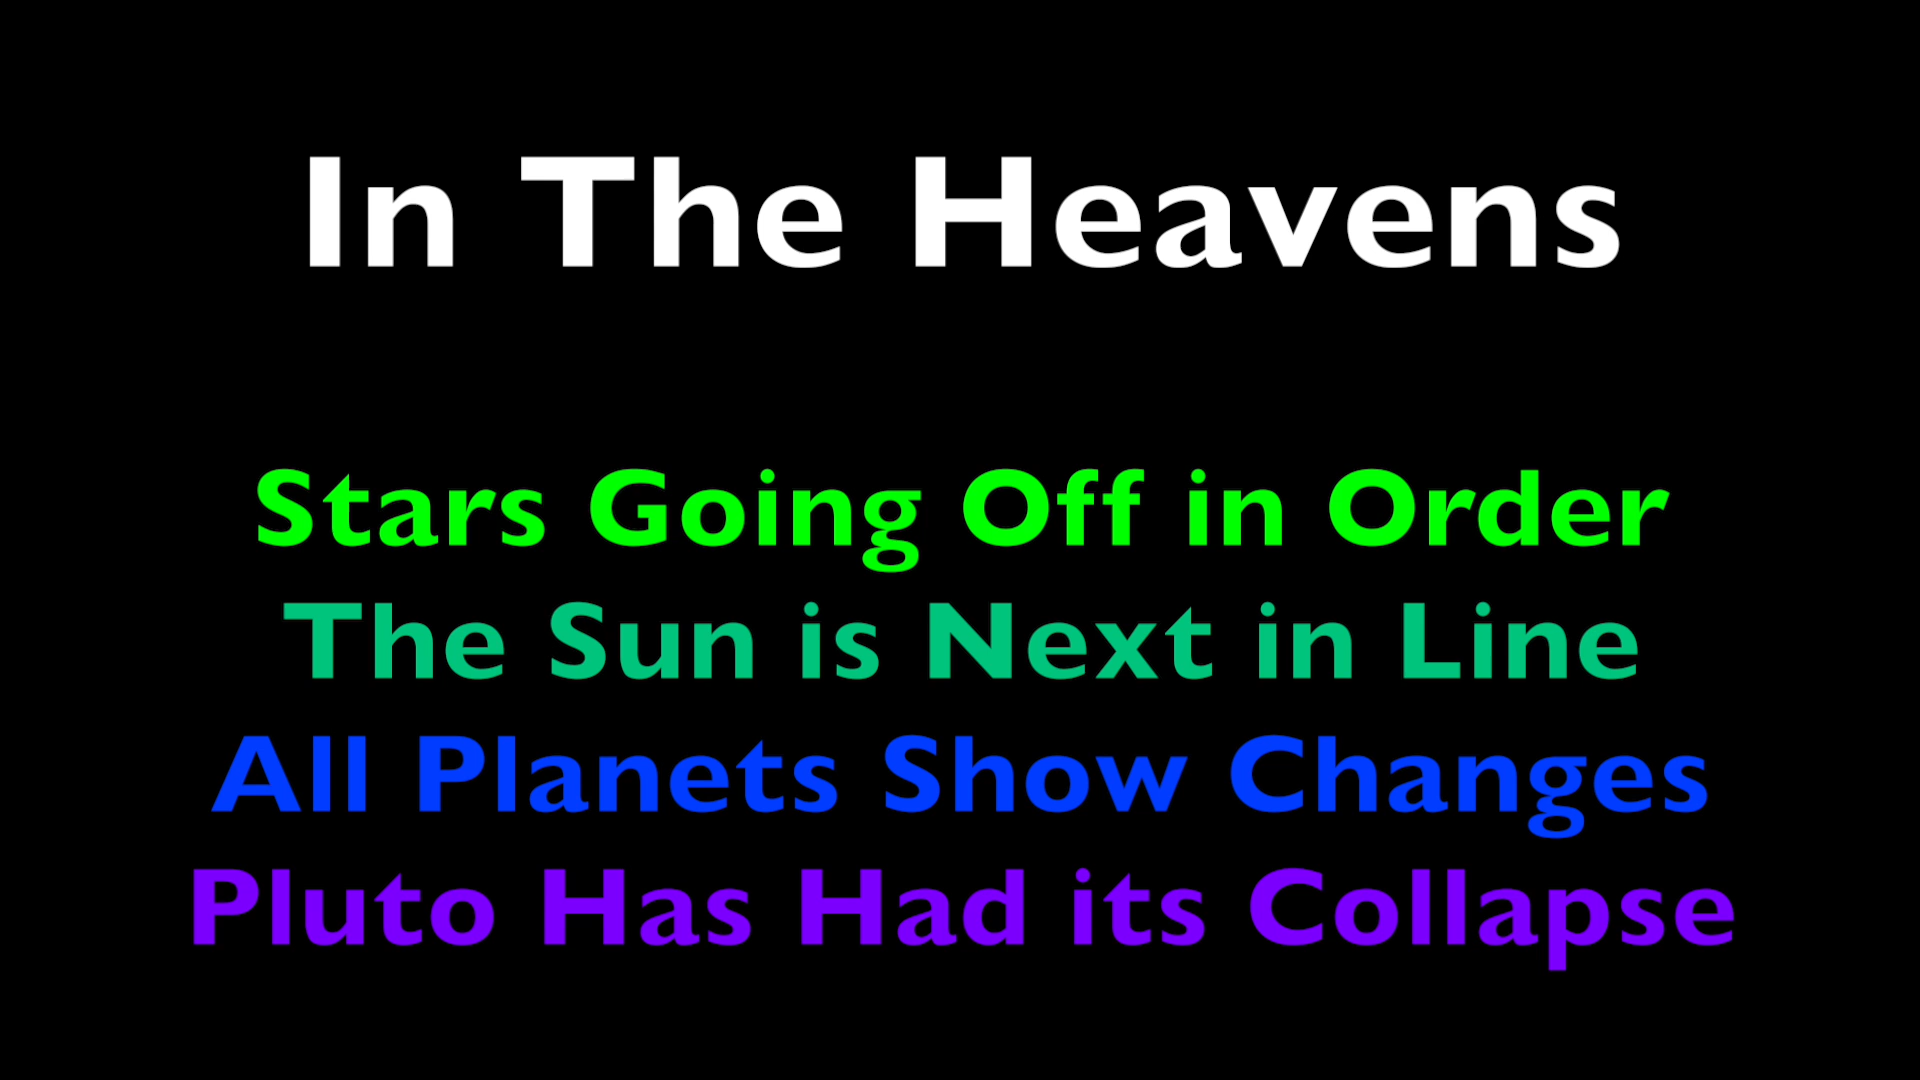 In The Heavens
Stars Going Off in Order
The Sun is Next in Line
All Planets Show Changes
Pluto Has Had its Collapse